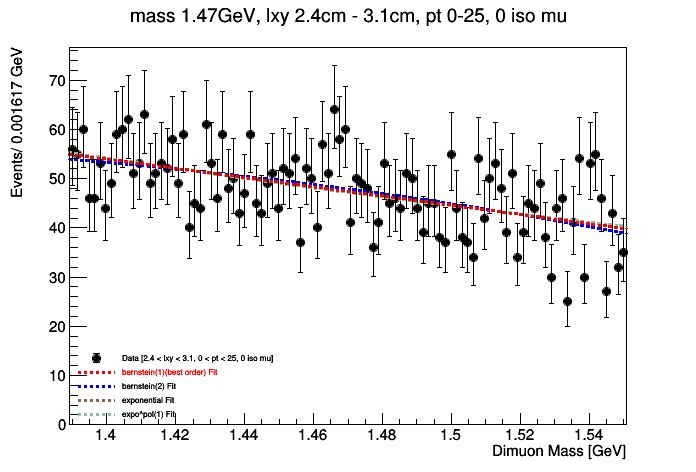 mass 1.47GeV, lxy 2.4cm - 3.1cm, pt 0-25, 0 iso mu
Events/ 0.001617 GeV
70
60
50
40
30
20
10
0
Data [2.4 < lxy < 3.1, 0 < pt < 25, 0 iso mu]
bernstein(1)(best order) Fit
bernstein(2) Fit
exponential Fit
expo*pol(1) Fit
1.4 1.42 1.44 1.46 1.48 1.5 1.52 1.54
Dimuon Mass [GeV]